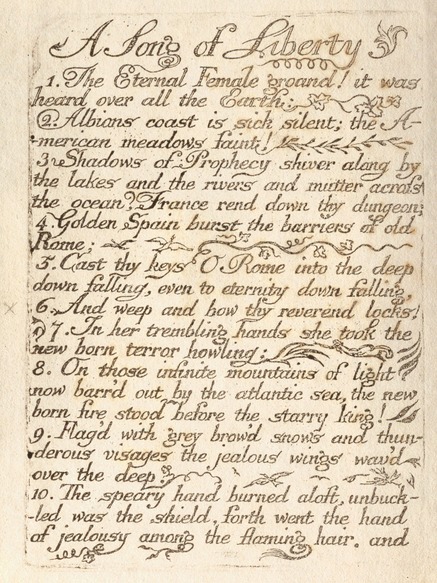 A Song of Liberty
1. The Eternal Female groand! it was
heard over all the Earth:
2. Albions coast is sick silent; the A-
merican meadows faint!
3 Shadows of Prophecy shiver along by
the lakes and the rivers and mutter across
the ocean? France rend down thy dungeon;
4. Golden Spain burst the barriers of old
Rome;
5. Cast thy keys O Rome into the deep
down falling, even to eternity down falling,
6. And weep and bow thy reverend locks!
7. In her trembling hands she took the
new born terror howling:
8. On those infinite mountains of light
now barr'd out by the atlantic sea, the new
born fire stood before the starry king!
9. Flag'd with grey brow'd snows and thun-
derous visages the jealous wings wav'd
over the deep.
10. The speary hand burned aloft, unbuck-
-led was the shield, forth went the hand
of jealousy among the flaming hair, and